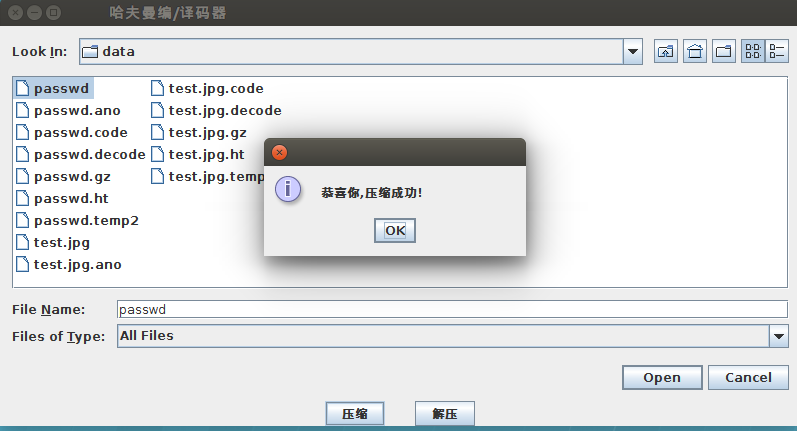 哈夫曼编/译码器
Look In: data
passwd
passwd.ano
passwd.code
passwd.decode
passwd.gz
passwd.ht
passwd.temp2
test.jpg
test.jpg.ano
test.jpg.code
test.jpg.decode
test.jpg.gz
test.jpg.ht
test.jpg.temp
恭喜你,压缩成功!
OK
File Name: passwd
Files of Type: All Files
Open Cancel
压缩 解压